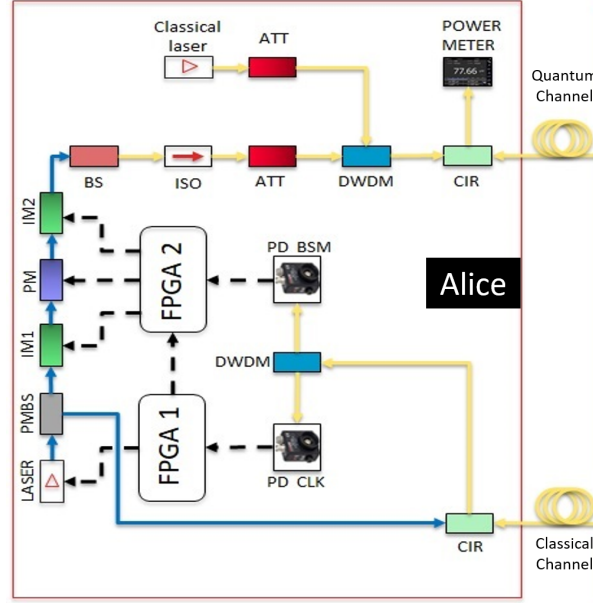 Classical
laser
ATT
POWER
METER
77.66
Quantum
Channel
BS
ISO
ATT
DWDM
CIR
IM2
PM
IM1
PMBS
LASER
FPGA 2
FPGA 1
PD BSM
DWDM
PD CLK
Alice
CIR
Classical
Channel